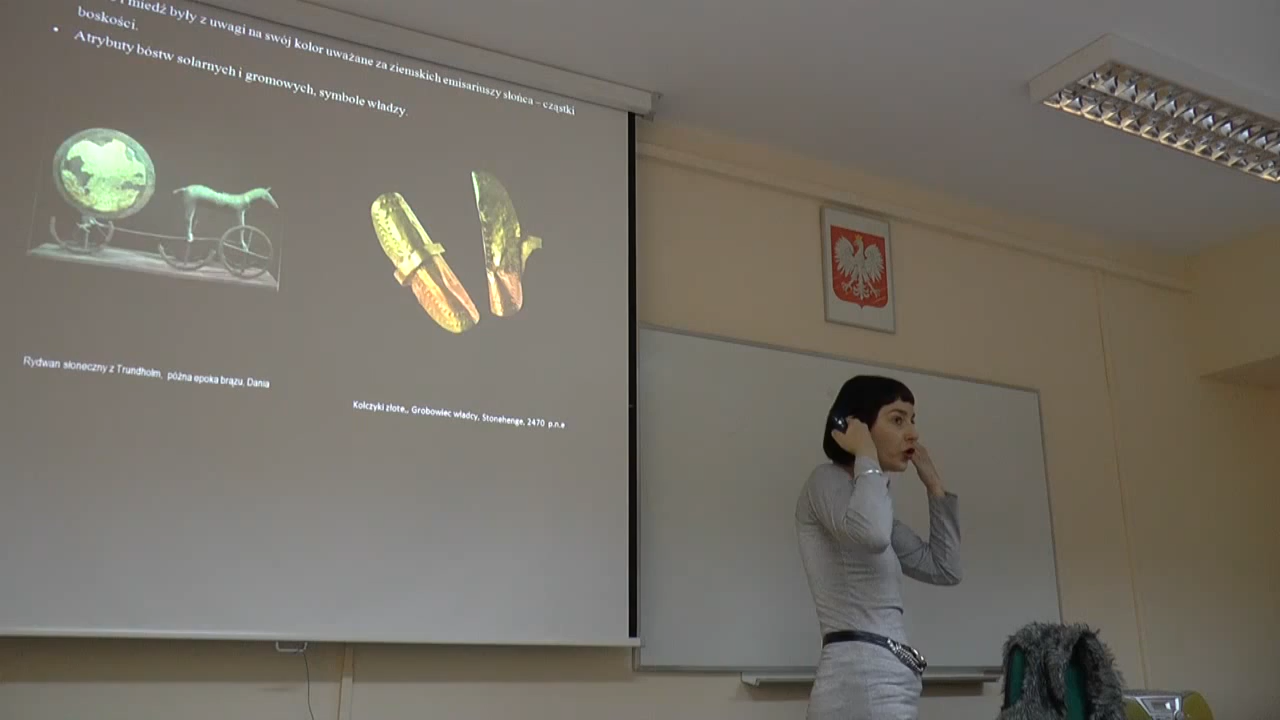 i miedź były z uwagi na swój kolor uważane za ziemskich emisariuszy słońca – cząstki
boskości.
• Atrybuty bóstw solarnych i gromowych, symbole władzy.
Rydwan słoneczny z Trundholm, późna epoka brązu, Dania
Kolczyki złote,, Grobowiec władcy, Stonehenge, 2470 p.n.e